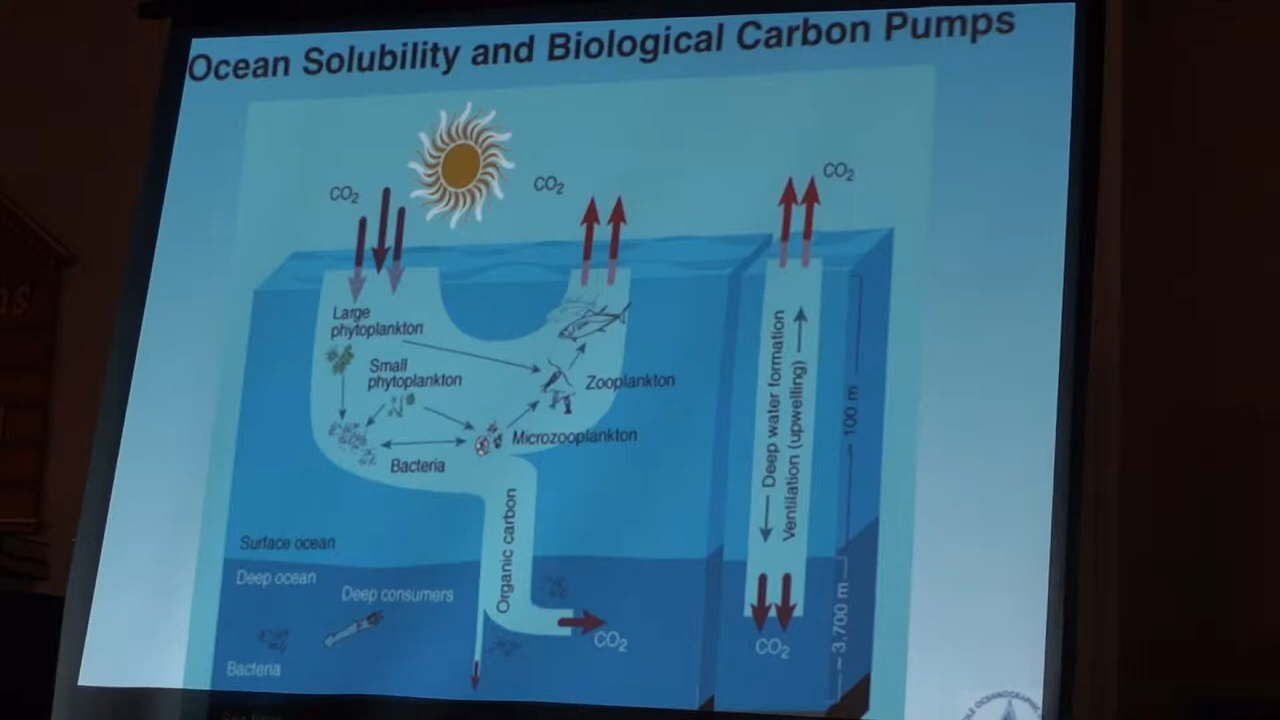 Ocean Solubility and Biological Carbon Pumps
CO2
CO2
CO2
Large
phytoplankton
Small
phytoplankton
Zooplankton
Microzooplankton
Bacteria
Organic carbon
Deep water formation
Ventilation (upwelling)
100 m
Surface ocean
Deep ocean
Deep consumers
Bacteria
CO2
CO2
~ 3,700 m
OCEANOGRAPHIC